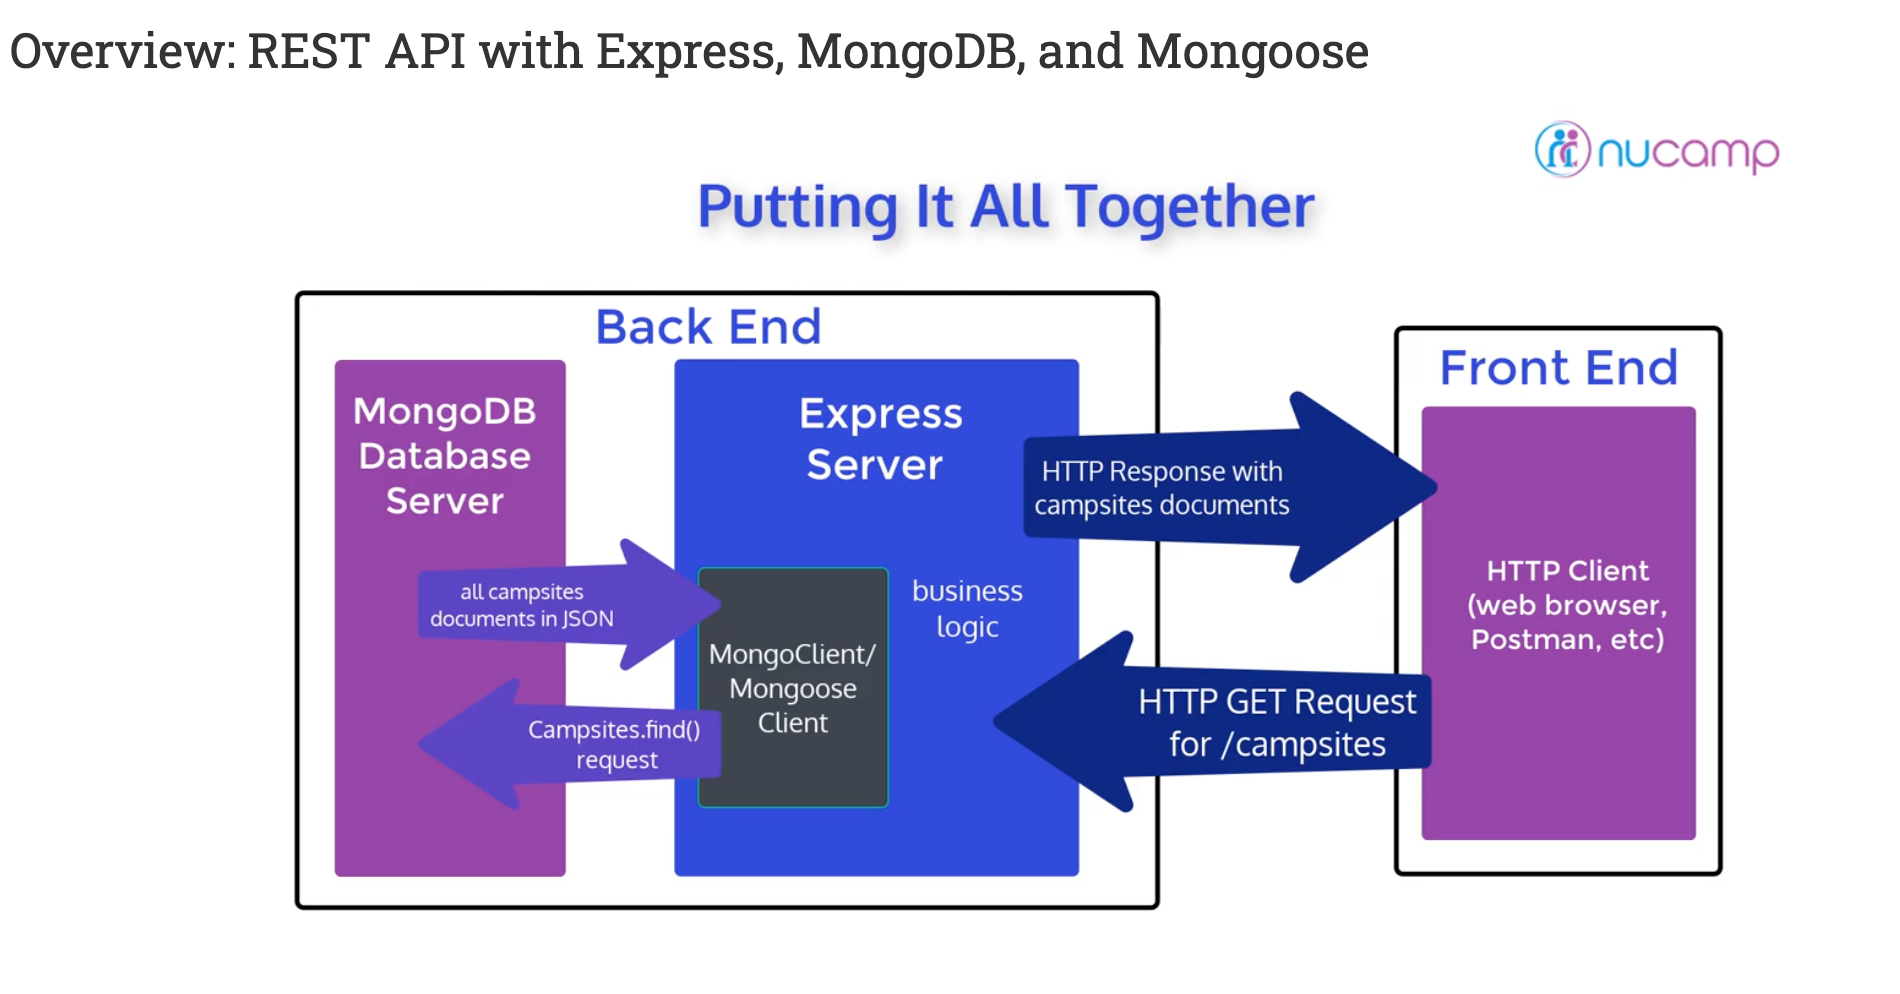 Overview: REST API with Express, MongoDB, and Mongoose
nucamp
Putting It All Together
Back End
MongoDB
Database
Server
Express
Server
all campsites
documents in JSON
Campsites.find()
request
MongoClient/
Mongoose
Client
business
logic
HTTP Response with
campsites documents
HTTP GET Request
for /campsites
Front End
HTTP Client
(web browser,
Postman, etc)